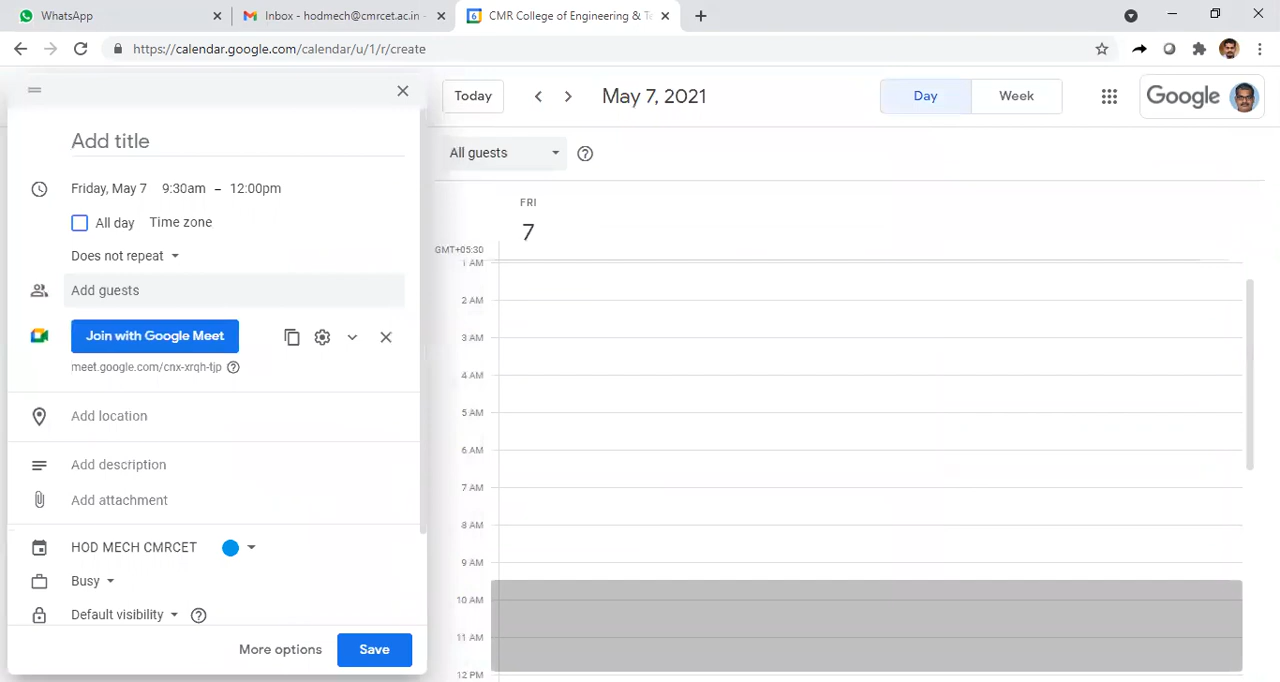 WhatsApp
Inbox - hodmech@cmrcet.ac.in -
CMR College of Engineering & Te
https://calendar.google.com/calendar/u/1/r/create
Today
May 7, 2021
Day
Week
Google
Add title
All guests
Friday, May 7 9:30am – 12:00pm
All day Time zone
Does not repeat
Add guests
Join with Google Meet
meet.google.com/cnx-xrqh-tjp
Add location
Add description
Add attachment
HOD MECH CMRCET
Busy
Default visibility
More options
Save
FRI
7
GMT+05:30
1 AM
2 AM
3 AM
4 AM
5 AM
6 AM
7 AM
8 AM
9 AM
10 AM
11 AM
12 PM